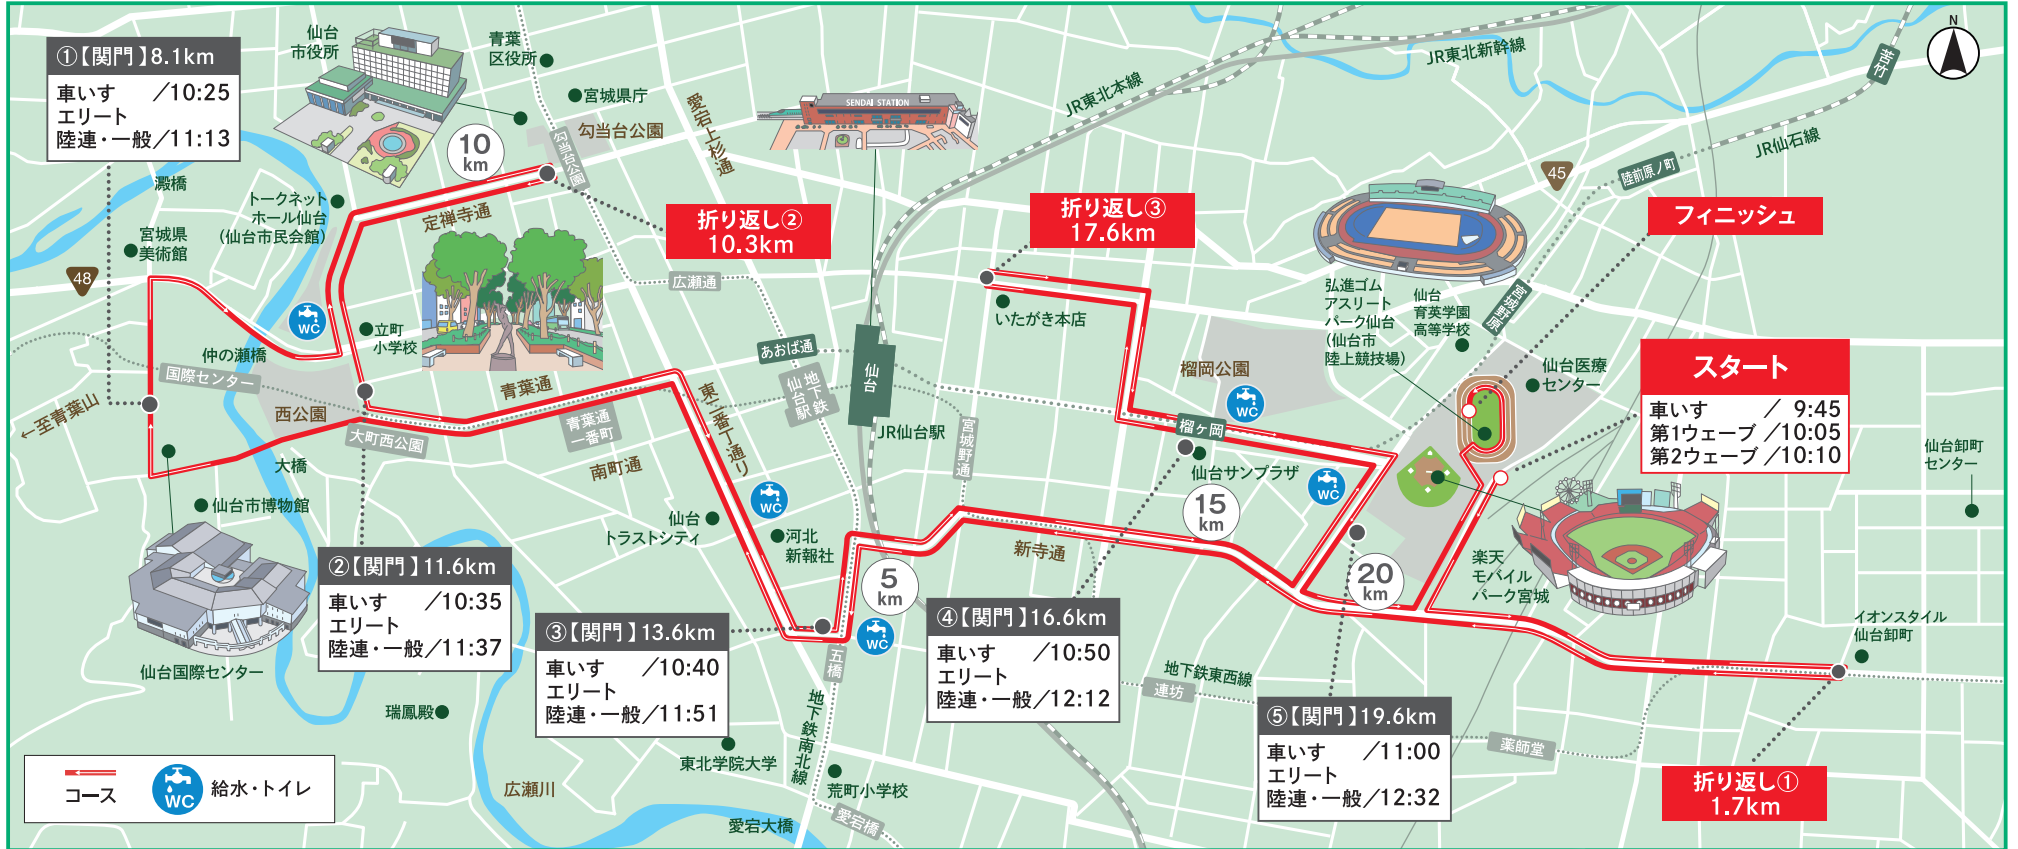 ①【関門】8.1km
車いす ／10:25
エリート
陸連・一般／11:13
仙台
市役所
青葉
区役所
宮城県庁
勾当台公園
勾当台公園
愛宕上杉通
10
km
SENDAI STATION
JR東北本線
JR東北新幹線
苦竹
N
JR仙石線
陸前原ノ町
45
澱橋
トークネット
ホール仙台
（仙台市民会館）
定禅寺通
宮城県
美術館
48
折り返し②
10.3km
折り返し③
17.6km
フィニッシュ
広瀬通
いたがき本店
弘進ゴム
アスリート
パーク仙台
（仙台市
陸上競技場）
仙台
育英学園
高等学校
宮城野原
仙台医療
センター
スタート
車いす ／ 9:45
第1ウェーブ ／10:05
第2ウェーブ ／10:10
仙台卸町
センター
WC
立町
小学校
仲の瀬橋
国際センター
西公園
←至青葉山
大町西公園
大橋
青葉通
青葉通
一番町
南町通
東二番丁通り
あおば通
地下鉄
仙台駅
仙台
JR仙台駅
宮城野通
榴岡公園
WC
榴ヶ岡
仙台サンプラザ
WC
15
km
仙台市博物館
仙台国際センター
仙台
トラストシティ
WC
河北
新報社
5
km
WC
新寺通
20
km
楽天
モバイル
パーク宮城
イオンスタイル
仙台卸町
②【関門】11.6km
車いす ／10:35
エリート
陸連・一般／11:37
③【関門】13.6km
車いす ／10:40
エリート
陸連・一般／11:51
④【関門】16.6km
車いす ／10:50
エリート
陸連・一般／12:12
⑤【関門】19.6km
車いす ／11:00
エリート
陸連・一般／12:32
五橋
地下鉄南北線
連坊
地下鉄東西線
薬師堂
折り返し①
1.7km
瑞鳳殿
東北学院大学
荒町小学校
愛宕橋
愛宕大橋
広瀬川
コース
WC
給水・トイレ